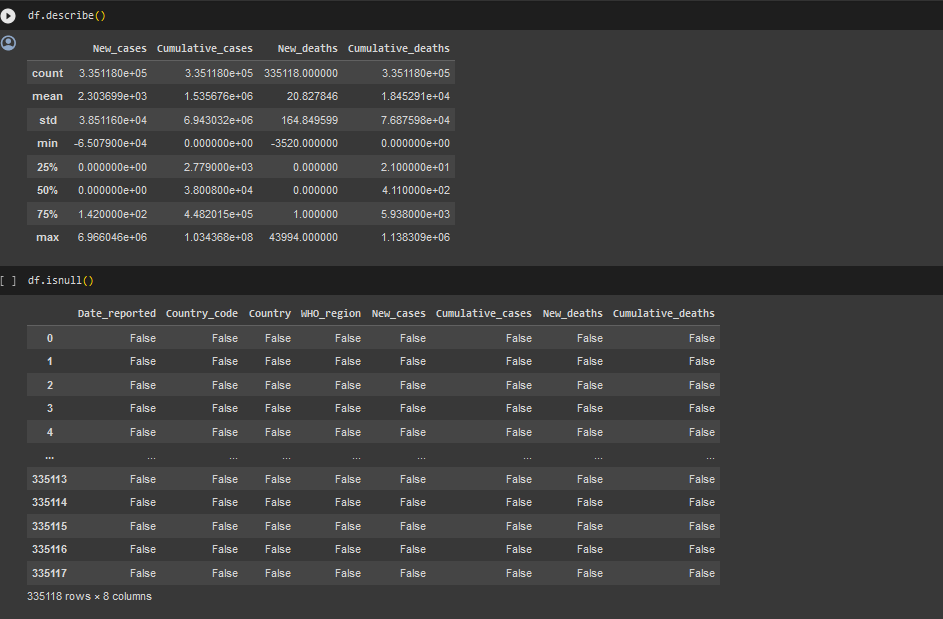 df.describe()
New_cases Cumulative_cases New_deaths Cumulative_deaths
count 3.351180e+05 3.351180e+05 335118.000000 3.351180e+05
mean 2.303699e+03 1.535676e+06 20.827846 1.845291e+04
std 3.851160e+04 6.943032e+06 164.849599 7.687598e+04
min -6.507900e+04 0.000000e+00 -3520.000000 0.000000e+00
25% 0.000000e+00 2.779000e+03 0.000000 2.100000e+01
50% 0.000000e+00 3.800800e+04 0.000000 4.110000e+02
75% 1.420000e+02 4.482015e+05 1.000000 5.938000e+03
max 6.966046e+06 1.034368e+08 43994.000000 1.138309e+06
[ ] df.isnull()
Date_reported Country_code Country WHO_region New_cases Cumulative_cases New_deaths Cumulative_deaths
0 False False False False False False False False
1 False False False False False False False False
2 False False False False False False False False
3 False False False False False False False False
4 False False False False False False False False
... ... ... ... ... ... ... ... ...
335113 False False False False False False False False
335114 False False False False False False False False
335115 False False False False False False False False
335116 False False False False False False False False
335117 False False False False False False False False
335118 rows × 8 columns